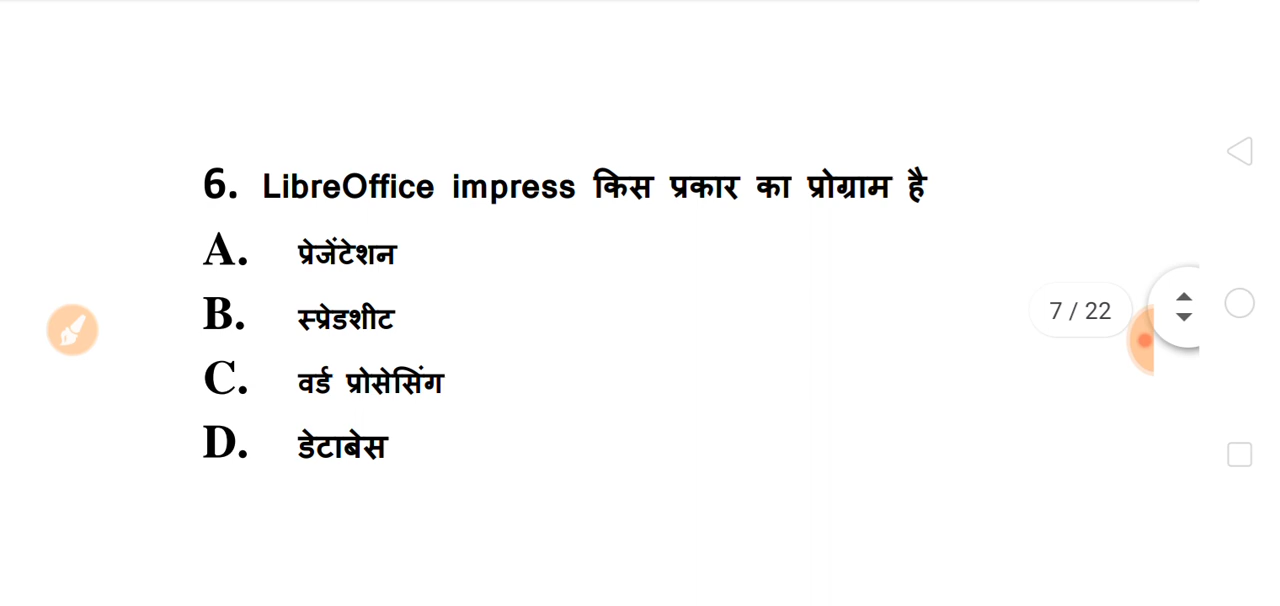 6. LibreOffice impress किस प्रकार का प्रोग्राम है
A. प्रेजेंटेशन
B. स्प्रेडशीट
7 / 22
C. वर्ड प्रोसेसिंग
D. डेटाबेस